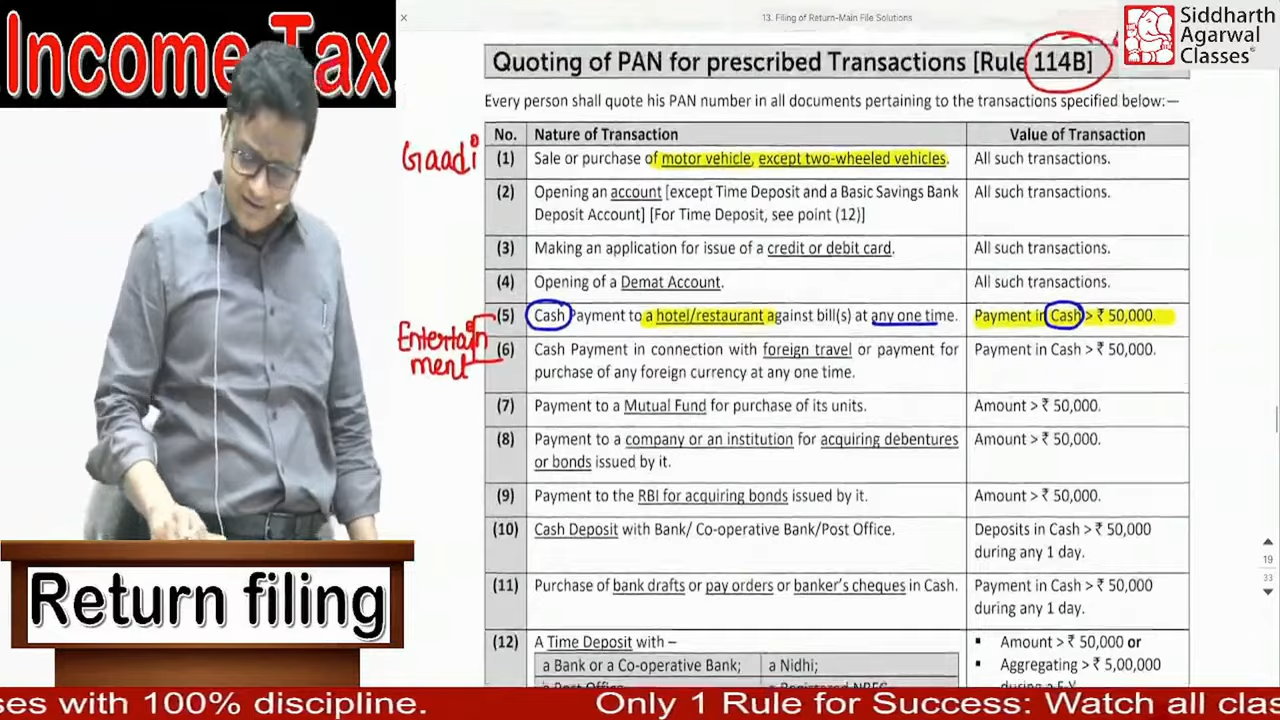 Income Tax.
13. Filing of Return-Main File Solutions
Siddharth
Agarwal
Classes®
Quoting of PAN for prescribed Transactions [Rule 114B]
Every person shall quote his PAN number in all documents pertaining to the transactions specified below:—
No. Nature of Transaction Value of Transaction
Gaadi
(1) Sale or purchase of motor vehicle, except two-wheeled vehicles. All such transactions.
(2) Opening an account [except Time Deposit and a Basic Savings Bank
Deposit Account] [For Time Deposit, see point (12)] All such transactions.
(3) Making an application for issue of a credit or debit card. All such transactions.
(4) Opening of a Demat Account. All such transactions.
Entertain
ment
(5) Cash Payment to a hotel/restaurant against bill(s) at any one time. Payment in Cash > ₹ 50,000.
(6) Cash Payment in connection with foreign travel or payment for
purchase of any foreign currency at any one time. Payment in Cash > ₹ 50,000.
(7) Payment to a Mutual Fund for purchase of its units. Amount > ₹ 50,000.
(8) Payment to a company or an institution for acquiring debentures
or bonds issued by it. Amount > ₹ 50,000.
(9) Payment to the RBI for acquiring bonds issued by it. Amount > ₹ 50,000.
(10) Cash Deposit with Bank/ Co-operative Bank/Post Office. Deposits in Cash > ₹ 50,000
during any 1 day.
(11) Purchase of bank drafts or pay orders or banker's cheques in Cash. Payment in Cash > ₹ 50,000
during any 1 day.
(12) A Time Deposit with – ▪ Amount > ₹ 50,000 or
a Bank or a Co-operative Bank; a Nidhi; ▪ Aggregating > ₹ 5,00,000
19
33
Return filing
ses with 100% discipline. Only 1 Rule for Success: Watch all clas